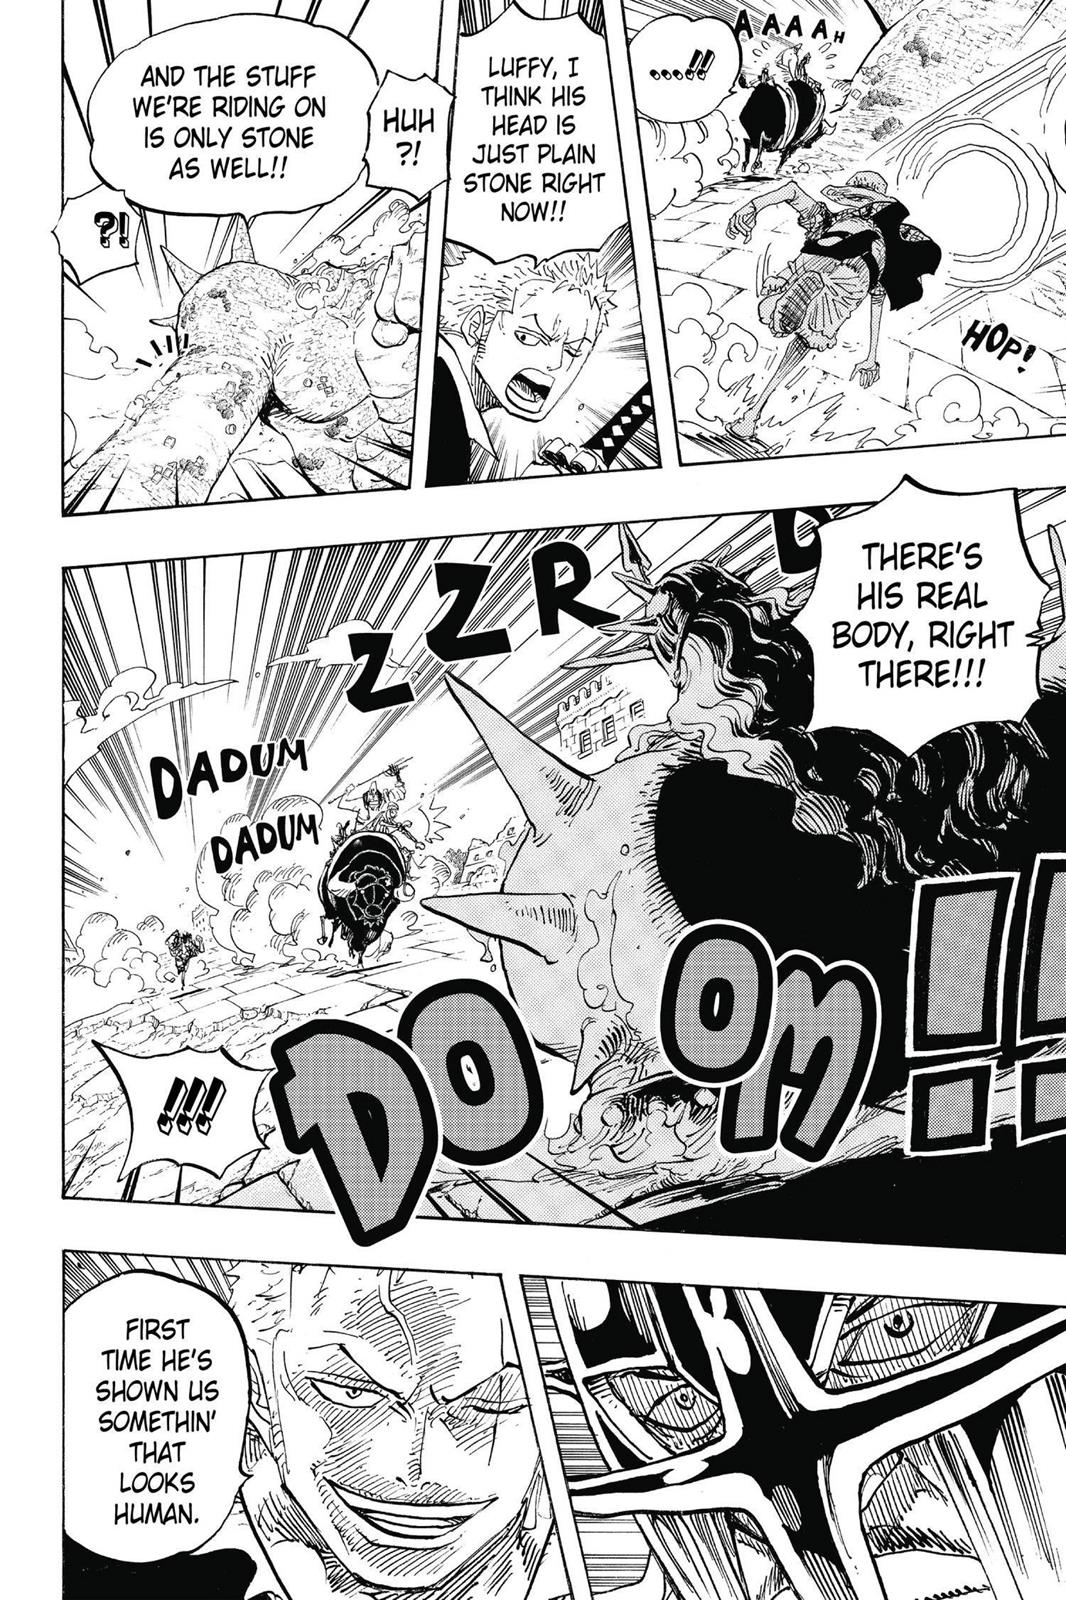 AAAAH
....!!
HOP!
LUFFY, I
THINK HIS
HEAD IS
JUST PLAIN
STONE RIGHT
NOW!!
HUH
?!
AND THE STUFF
WE'RE RIDING ON
IS ONLY STONE
AS WELL!!
?!
THERE'S
HIS REAL
BODY, RIGHT
THERE!!!
ZZR
DADUM
DADUM
!!!
DOOM!!
FIRST
TIME HE'S
SHOWN US
SOMETHIN'
THAT
LOOKS
HUMAN.